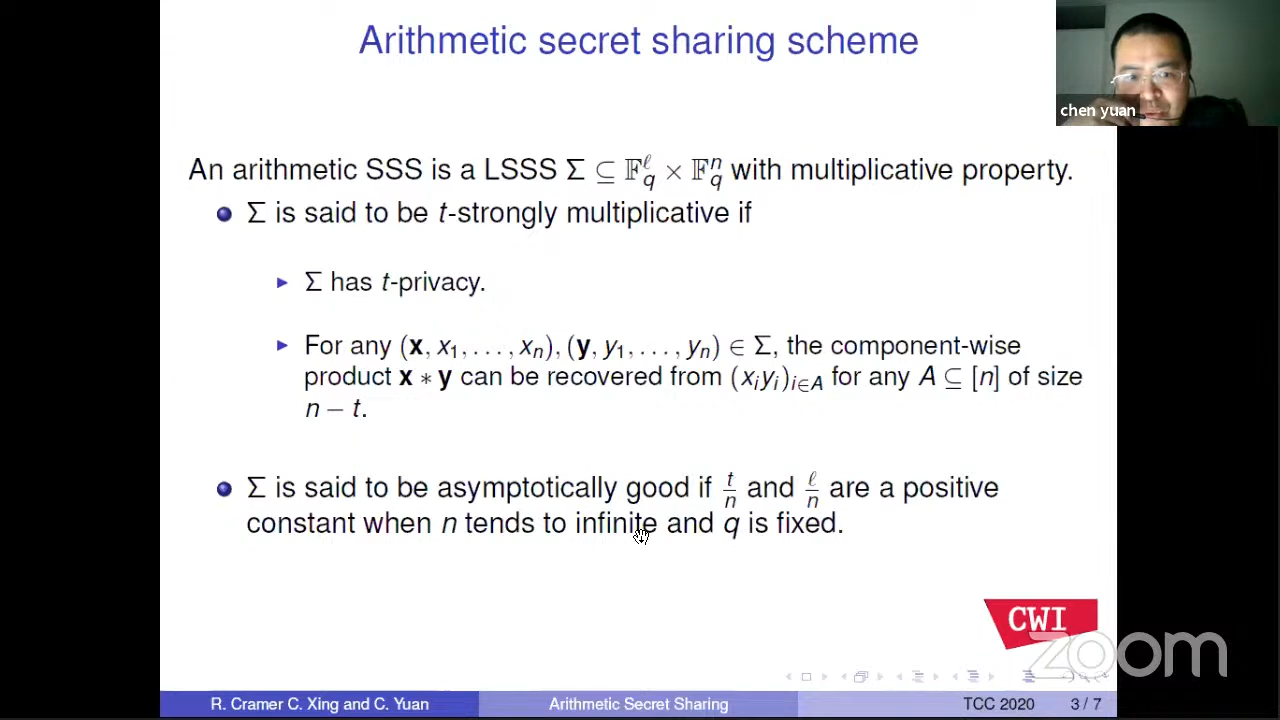 Arithmetic secret sharing scheme
chen yuan
An arithmetic SSS is a LSSS Σ ⊆ 𝔽_q^ℓ × 𝔽_q^n with multiplicative property.
Σ is said to be t-strongly multiplicative if
Σ has t-privacy.
For any (x, x_1, . . . , x_n), (y, y_1, . . . , y_n) ∈ Σ, the component-wise
product x ∗ y can be recovered from (x_i y_i)_{i∈A} for any A ⊆ [n] of size
n − t.
Σ is said to be asymptotically good if t/n and ℓ/n are a positive
constant when n tends to infinite and q is fixed.
CWI
zoom
R. Cramer C. Xing and C. Yuan Arithmetic Secret Sharing TCC 2020 3 / 7